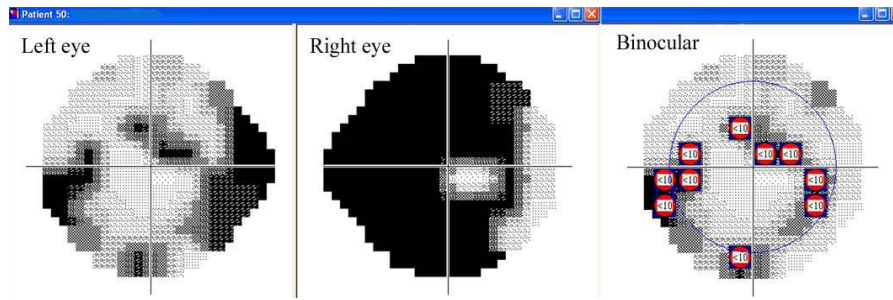 Patient 50:
Left eye
Right eye
Binocular
<10
<10 <10 <10
<10 <10 <10
<10 <10
<10